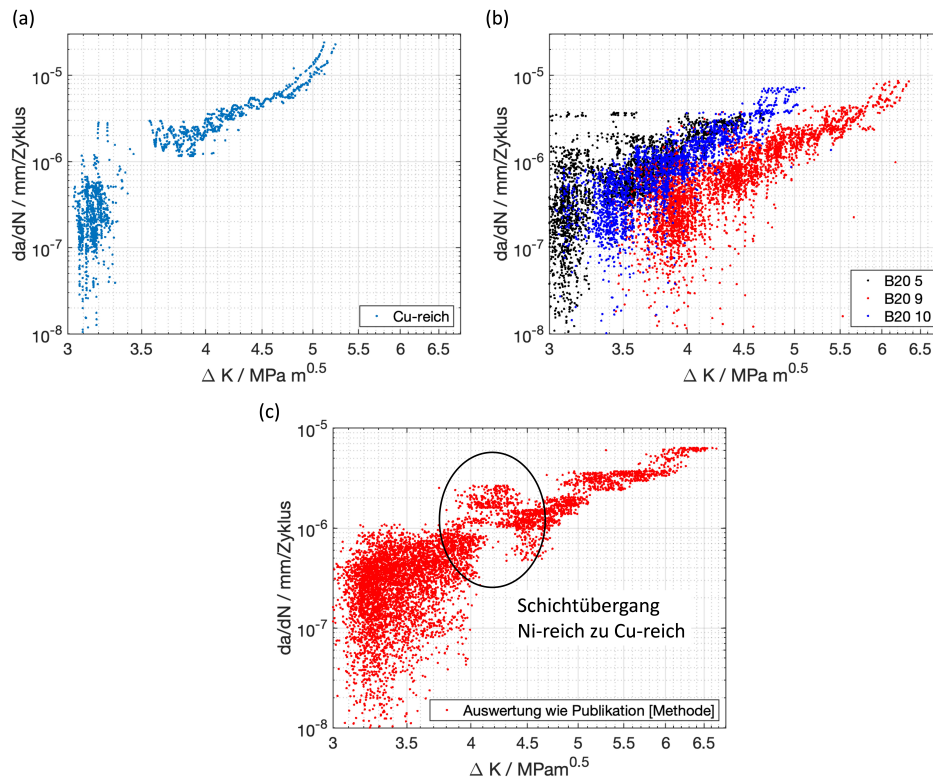 (a)
(b)
10^-5
10^-6
10^-7
10^-8
da/dN / mm/Zyklus
Cu-reich
3 3.5 4 4.5 5 5.5 6 6.5
Δ K / MPa m^0.5
10^-5
10^-6
10^-7
10^-8
da/dN / mm/Zyklus
B20 5
B20 9
B20 10
3 3.5 4 4.5 5 5.5 6 6.5
Δ K / MPa m^0.5
(c)
10^-5
10^-6
10^-7
10^-8
da/dN / mm/Zyklus
Schichtübergang
Ni-reich zu Cu-reich
Auswertung wie Publikation [Methode]
3 3.5 4 4.5 5 5.5 6 6.5
Δ K / MPam^0.5